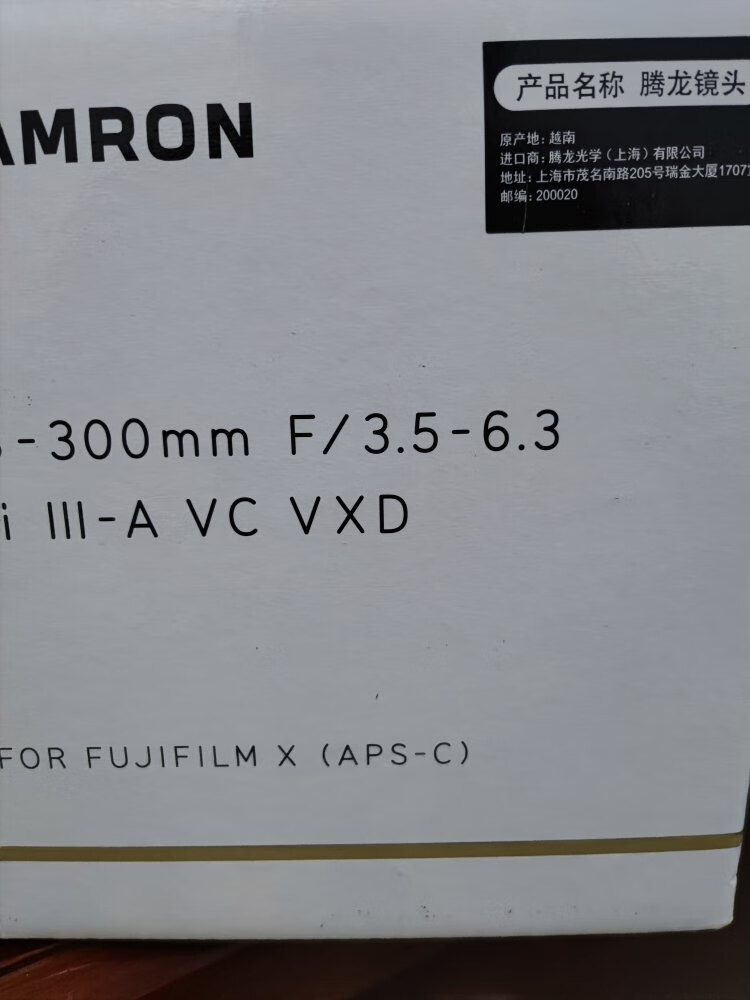 AMRON
产品名称 腾龙镜头
原产地: 越南
进口商: 腾龙光学（上海）有限公司
地址: 上海市茂名南路205号瑞金大厦1707
邮编: 200020
-300mm F/3.5-6.3
i III-A VC VXD
FOR FUJIFILM X (APS-C)